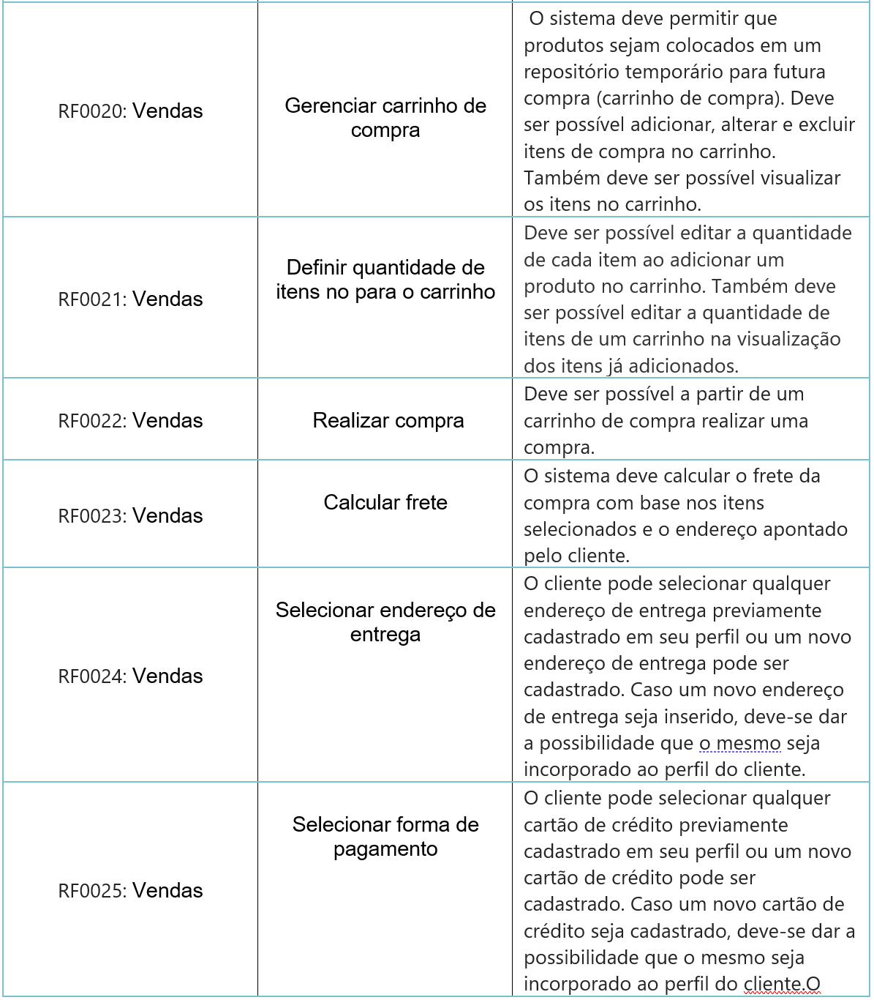 RF0020: Vendas
Gerenciar carrinho de
compra
O sistema deve permitir que
produtos sejam colocados em um
repositório temporário para futura
compra (carrinho de compra). Deve
ser possível adicionar, alterar e excluir
itens de compra no carrinho.
Também deve ser possível visualizar
os itens no carrinho.
RF0021: Vendas
Definir quantidade de
itens no para o carrinho
Deve ser possível editar a quantidade
de cada item ao adicionar um
produto no carrinho. Também deve
ser possível editar a quantidade de
itens de um carrinho na visualização
dos itens já adicionados.
RF0022: Vendas
Realizar compra
Deve ser possível a partir de um
carrinho de compra realizar uma
compra.
RF0023: Vendas
Calcular frete
O sistema deve calcular o frete da
compra com base nos itens
selecionados e o endereço apontado
pelo cliente.
RF0024: Vendas
Selecionar endereço de
entrega
O cliente pode selecionar qualquer
endereço de entrega previamente
cadastrado em seu perfil ou um novo
endereço de entrega pode ser
cadastrado. Caso um novo endereço
de entrega seja inserido, deve-se dar
a possibilidade que o mesmo seja
incorporado ao perfil do cliente.
RF0025: Vendas
Selecionar forma de
pagamento
O cliente pode selecionar qualquer
cartão de crédito previamente
cadastrado em seu perfil ou um novo
cartão de crédito pode ser
cadastrado. Caso um novo cartão de
crédito seja cadastrado, deve-se dar a
possibilidade que o mesmo seja
incorporado ao perfil do cliente.O